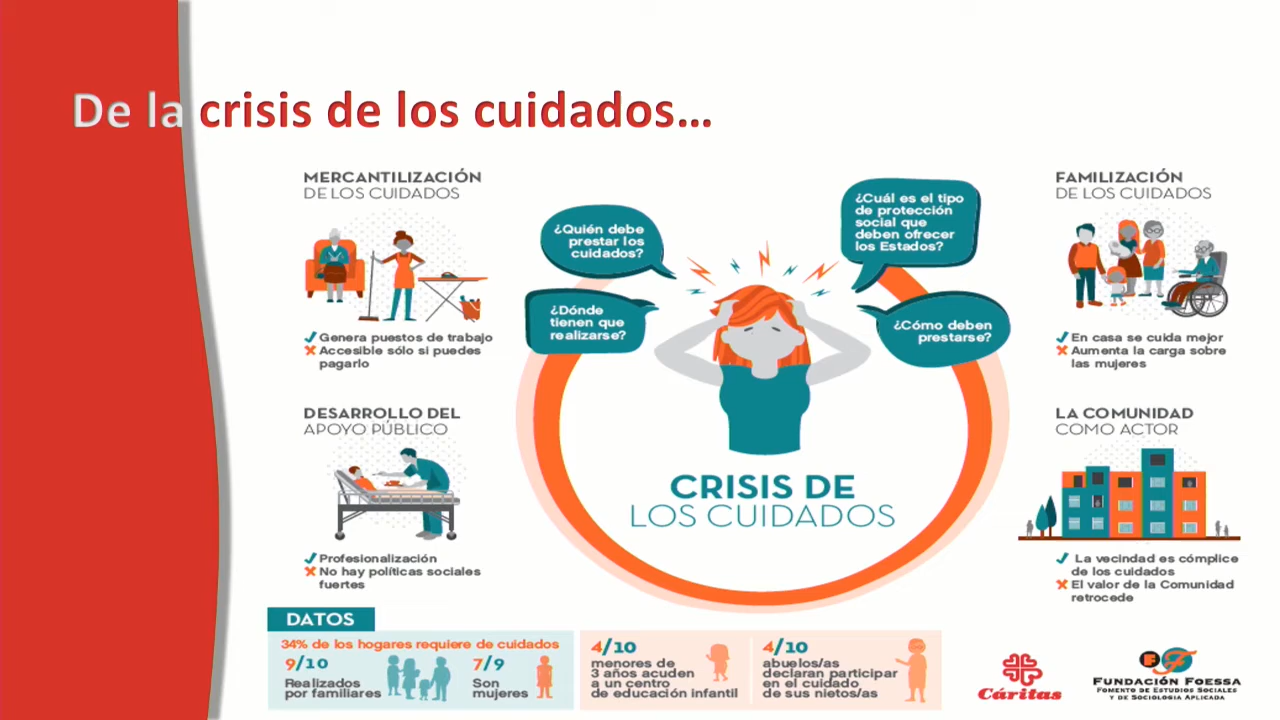 De la crisis de los cuidados...
MERCANTILIZACIÓN
DE LOS CUIDADOS
✓ Genera puestos de trabajo
✗ Accesible sólo si puedes
pagarlo
DESARROLLO DEL
APOYO PÚBLICO
✓ Profesionalización
✗ No hay políticas sociales
fuertes
¿Quién debe
prestar los
cuidados?
¿Dónde
tienen que
realizarse?
¿Cuál es el tipo
de protección
social que
deben ofrecer
los Estados?
¿Cómo deben
prestarse?
CRISIS DE
LOS CUIDADOS
FAMILIZACIÓN
DE LOS CUIDADOS
✓ En casa se cuida mejor
✗ Aumenta la carga sobre
las mujeres
LA COMUNIDAD
COMO ACTOR
✓ La vecindad es cómplice
de los cuidados
✗ El valor de la Comunidad
retrocede
DATOS
34% de los hogares requiere de cuidados
9/10
Realizados
por familiares
7/9
Son
mujeres
4/10
menores de
3 años acuden
a un centro
de educación infantil
4/10
abuelos/as
declaran participar
en el cuidado
de sus nietos/as
Cáritas
FUNDACIÓN FOESSA
FOMENTO DE ESTUDIOS SOCIALES
Y DE SOCIOLOGÍA APLICADA